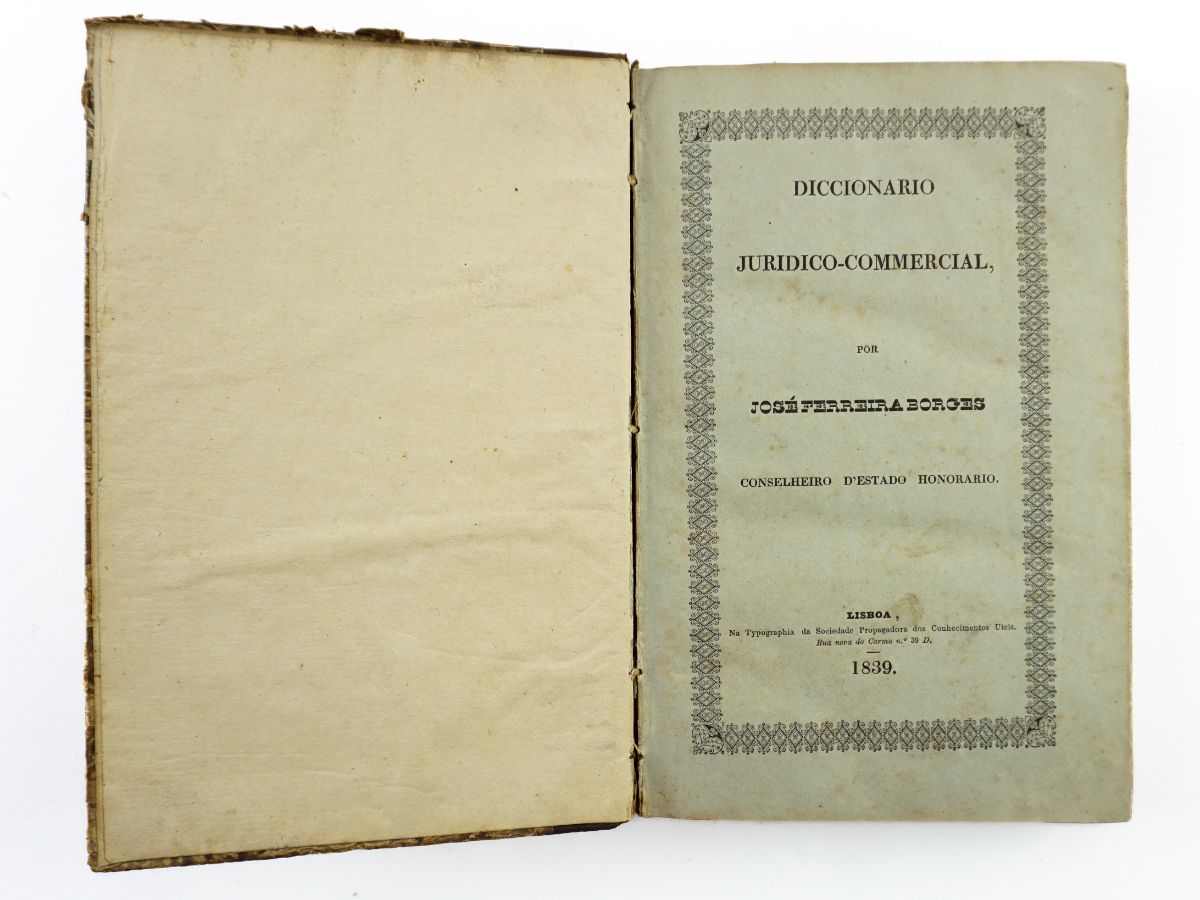 DICCIONARIO
JURIDICO-COMMERCIAL,
POR
JOSÉ FERREIRA BORGES
CONSELHEIRO D'ESTADO HONORARIO.
LISBOA,
Na Typographia da Sociedade Propagadora dos Conhecimentos Uteis.
Rua nova do Carmo n.º 39 D.
1839.